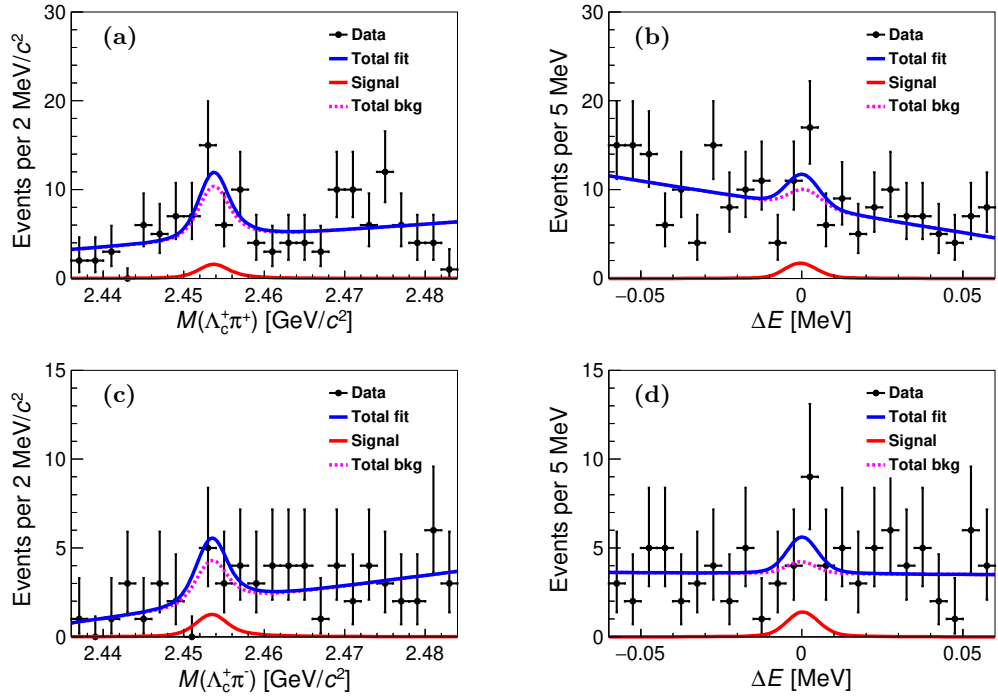 (a)
Data
Total fit
Signal
Total bkg
Events per 2 MeV/c²
30
20
10
0
2.44 2.45 2.46 2.47 2.48
M(Λc⁺π⁺) [GeV/c²]
(b)
Data
Total fit
Signal
Total bkg
Events per 5 MeV
30
20
10
0
−0.05 0 0.05
ΔE [MeV]
(c)
Data
Total fit
Signal
Total bkg
Events per 2 MeV/c²
15
10
5
0
2.44 2.45 2.46 2.47 2.48
M(Λc⁺π⁻) [GeV/c²]
(d)
Data
Total fit
Signal
Total bkg
Events per 5 MeV
15
10
5
0
−0.05 0 0.05
ΔE [MeV]